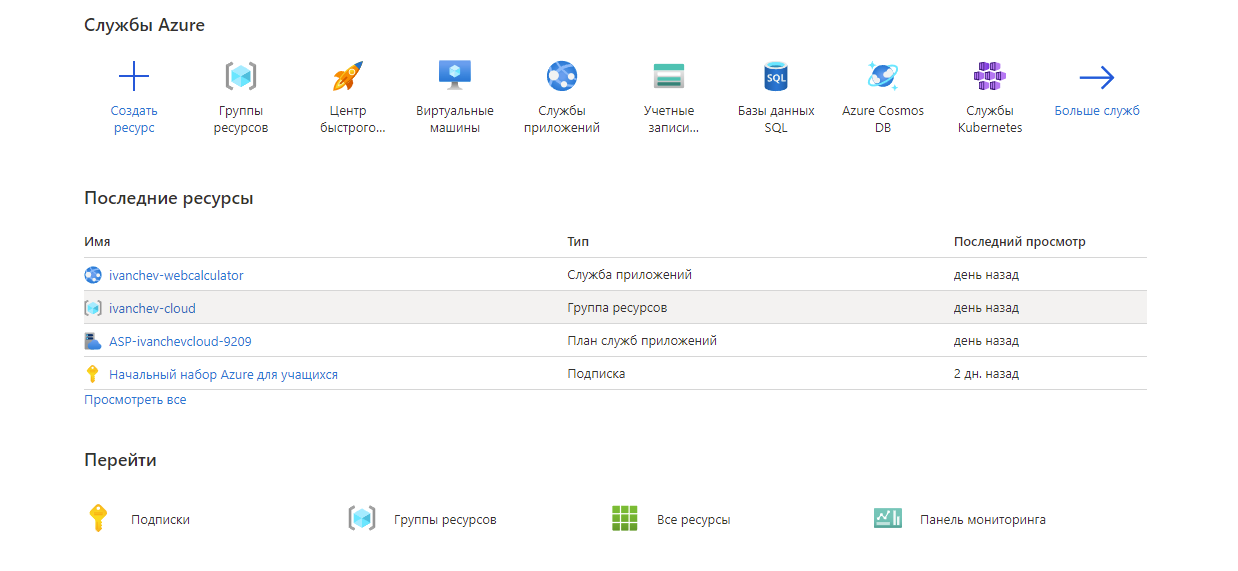 Службы Azure
Создать ресурс
Группы ресурсов
Центр быстрого...
Виртуальные машины
Службы приложений
Учетные записи...
Базы данных SQL
Azure Cosmos DB
Службы Kubernetes
Больше служб
SQL
Последние ресурсы
Имя Тип Последний просмотр
ivanchev-webcalculator Служба приложений день назад
ivanchev-cloud Группа ресурсов день назад
ASP-ivanchevcloud-9209 План служб приложений день назад
Начальный набор Azure для учащихся Подписка 2 дн. назад
Просмотреть все
Перейти
Подписки Группы ресурсов Все ресурсы Панель мониторинга